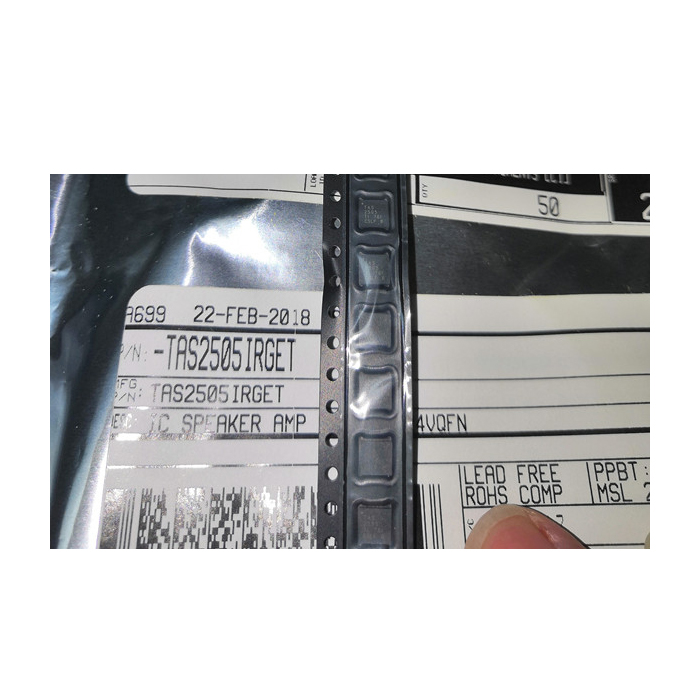 QTY
50
A699 22-FEB-2018
P/N: -TAS2505IRGET
MFG
P/N: TAS2505IRGET
IC SPEAKER AMP
4VQFN
LEAD FREE
ROHS COMP
PPBT:
MSL 2